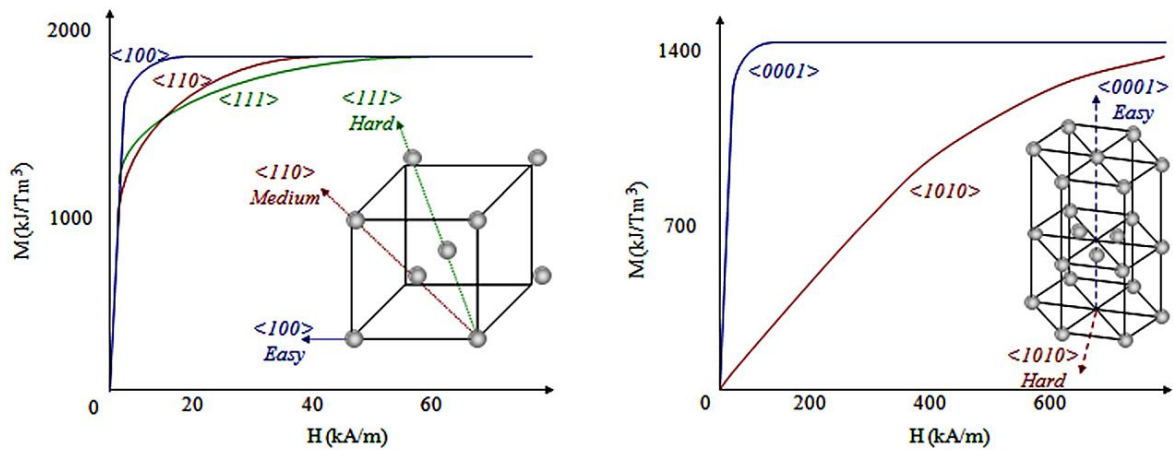 2000
<100>
<110>
<111>
<111>
Hard
<110>
Medium
1000
M(kJ/Tm³)
<100>
Easy
0
20
40
60
H (kA/m)
1400
<0001>
<0001>
Easy
<1010>
700
M(kJ/Tm³)
<1010>
Hard
0
200
400
600
H (kA/m)